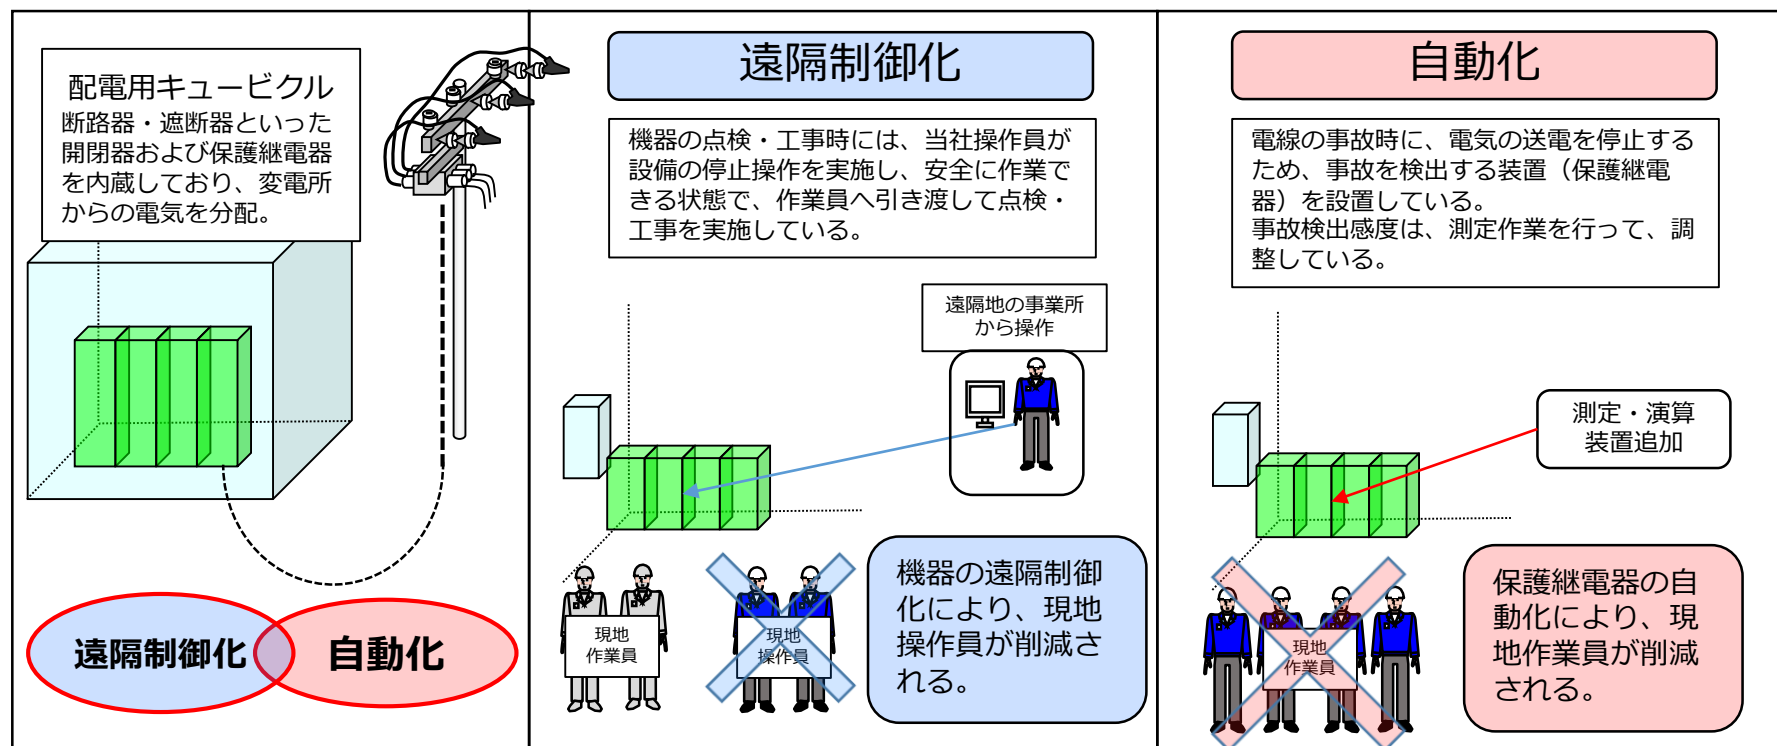 配電用キュービクル
断路器・遮断器といった
開閉器および保護継電器
を内蔵しており、変電所
からの電気を分配。
遠隔制御化
自動化
遠隔制御化
機器の点検・工事時には、当社操作員が
設備の停止操作を実施し、安全に作業で
きる状態で、作業員へ引き渡して点検・
工事を実施している。
遠隔地の事業所
から操作
現地
作業員
現地
操作員
機器の遠隔制御
化により、現地
操作員が削減さ
れる。
自動化
電線の事故時に、電気の送電を停止する
ため、事故を検出する装置（保護継電
器）を設置している。
事故検出感度は、測定作業を行って、調
整している。
測定・演算
装置追加
現地
作業員
保護継電器の自
動化により、現
地作業員が削減
される。